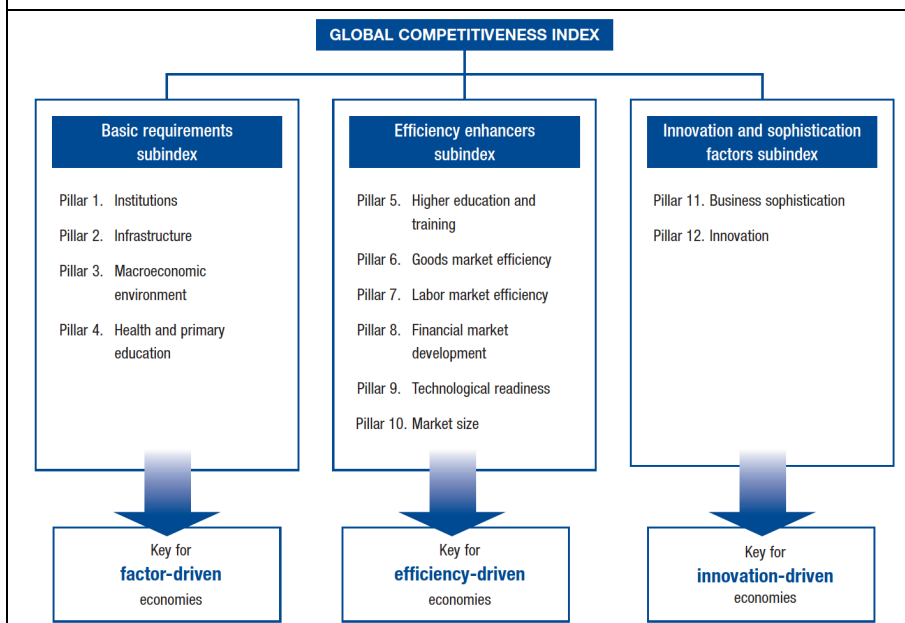 GLOBAL COMPETITIVENESS INDEX
Basic requirements
subindex
Pillar 1. Institutions
Pillar 2. Infrastructure
Pillar 3. Macroeconomic
environment
Pillar 4. Health and primary
education
Key for
factor-driven
economies
Efficiency enhancers
subindex
Pillar 5. Higher education and
training
Pillar 6. Goods market efficiency
Pillar 7. Labor market efficiency
Pillar 8. Financial market
development
Pillar 9. Technological readiness
Pillar 10. Market size
Key for
efficiency-driven
economies
Innovation and sophistication
factors subindex
Pillar 11. Business sophistication
Pillar 12. Innovation
Key for
innovation-driven
economies